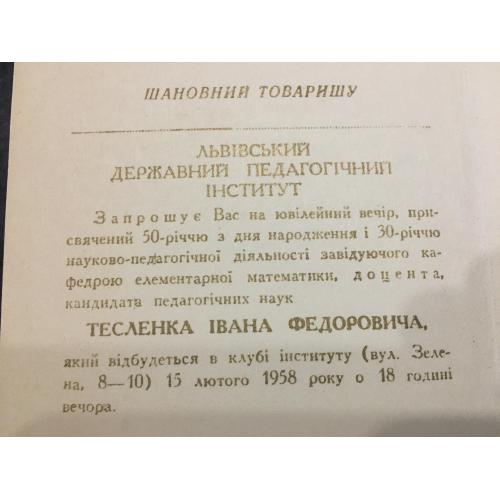 ШАНОВНИЙ ТОВАРИШУ
ЛЬВІВСЬКИЙ
ДЕРЖАВНИЙ ПЕДАГОГІЧНИЙ
ІНСТИТУТ
Запрошує Вас на ювілейний вечір, при-
свячений 50-річчю з дня народження і 30-річчю
науково-педагогічної діяльності завідуючого ка-
федрою елементарної математики, доцента,
кандидата педагогічних наук
ТЕСЛЕНКА ІВАНА ФЕДОРОВИЧА,
який відбудеться в клубі інституту (вул. Зеле-
на, 8—10) 15 лютого 1958 року о 18 годині
вечора.